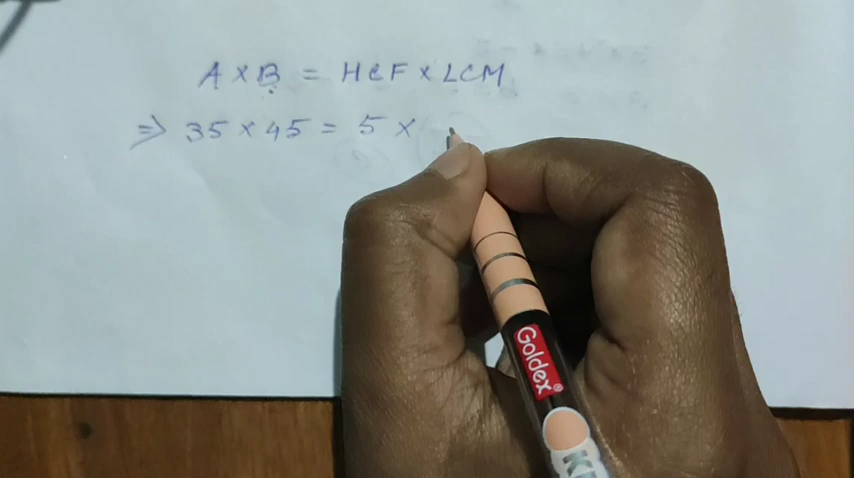 A × B = HCF × LCM
⇒ 35 × 45 = 5 ×
Goldex®